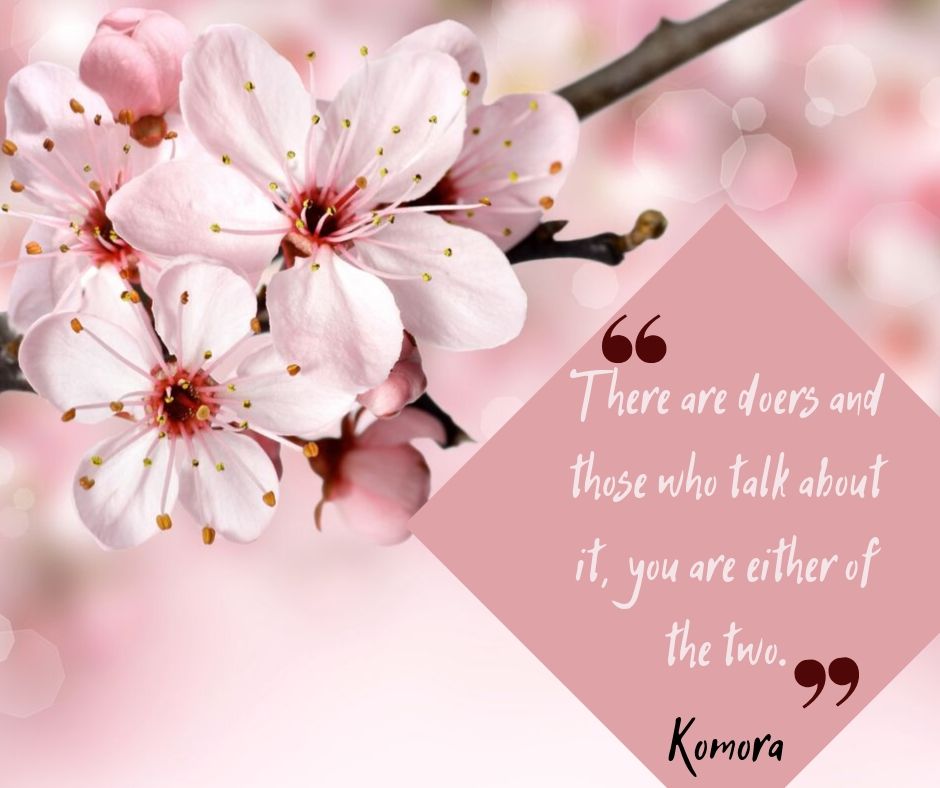 “
There are doers and
those who talk about
it, you are either of
the two.
”
Komora